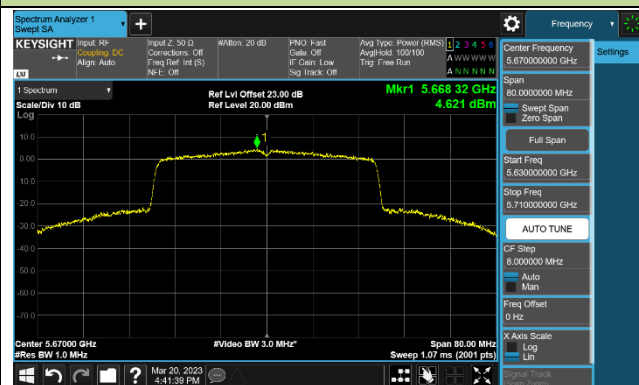 Spectrum Analyzer 1
Swept SA
Frequency
KEYSIGHT
Input: RF
Coupling: DC
Align: Auto
Input Z: 50 Ω
Corrections: Off
Freq Ref: Int (S)
NFE: Off
#Atten: 20 dB
PNO: Fast
Gate: Off
IF Gain: Low
Sig Track: Off
Avg Type: Power (RMS)
Avg|Hold: 100/100
Trig: Free Run
1 2 3 4 5 6
A W W W W W
A N N N N N
LXI
1 Spectrum
Scale/Div 10 dB
Log
Ref Lvl Offset 23.00 dB
Ref Level 20.00 dBm
Mkr1 5.668 32 GHz
4.621 dBm
1
10.0
0.00
-10.0
-20.0
-30.0
-40.0
-50.0
-60.0
-70.0
Center 5.67000 GHz
#Res BW 1.0 MHz
#Video BW 3.0 MHz*
Span 80.00 MHz
Sweep 1.07 ms (2001 pts)
Mar 20, 2023
4:41:39 PM
Center Frequency
5.670000000 GHz
Settings
Span
80.0000000 MHz
Swept Span
Zero Span
Full Span
Start Freq
5.630000000 GHz
Stop Freq
5.710000000 GHz
AUTO TUNE
CF Step
8.000000 MHz
Auto
Man
Freq Offset
0 Hz
X Axis Scale
Log
Lin
Signal Track
(Span Zoom)